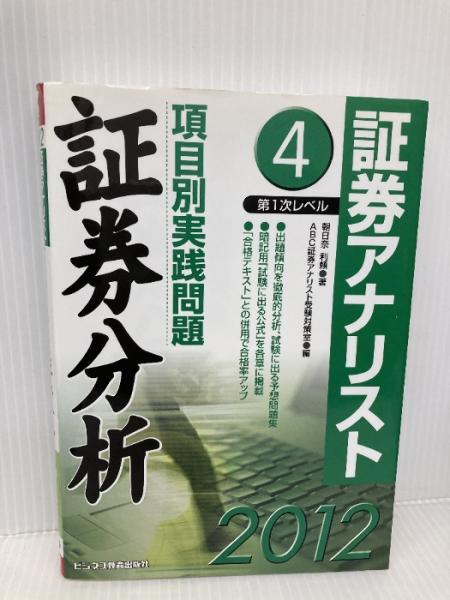 証券アナリスト
2012
4
第1次レベル
朝日奈 利頼●著
ABC証券アナリスト受験対策室●編
●出題傾向を徹底的分析、試験に出る予想問題集
●暗記用「試験に出る公式」を各章に掲載
●「合格テキスト」との併用で合格率アップ
項目別実践問題
証券分析
ビジネス教育出版社